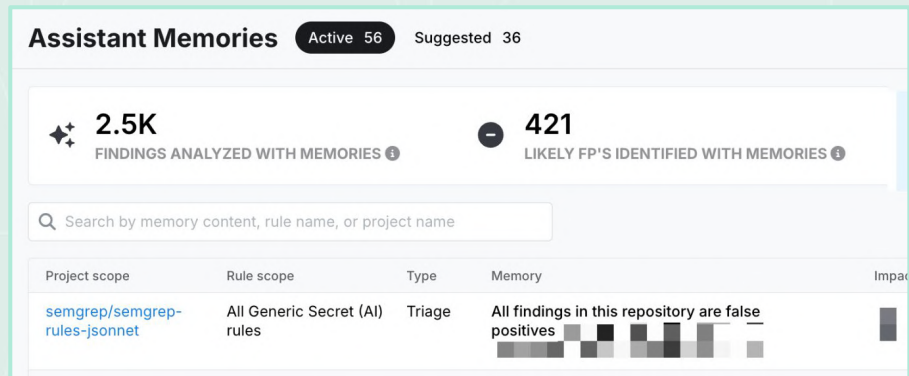 Assistant Memories Active 56 Suggested 36
2.5K
FINDINGS ANALYZED WITH MEMORIES
421
LIKELY FP'S IDENTIFIED WITH MEMORIES
Search by memory content, rule name, or project name
Project scope Rule scope Type Memory
semgrep/semgrep-
rules-jsonnet
All Generic Secret (AI)
rules
Triage
All findings in this repository are false
positives